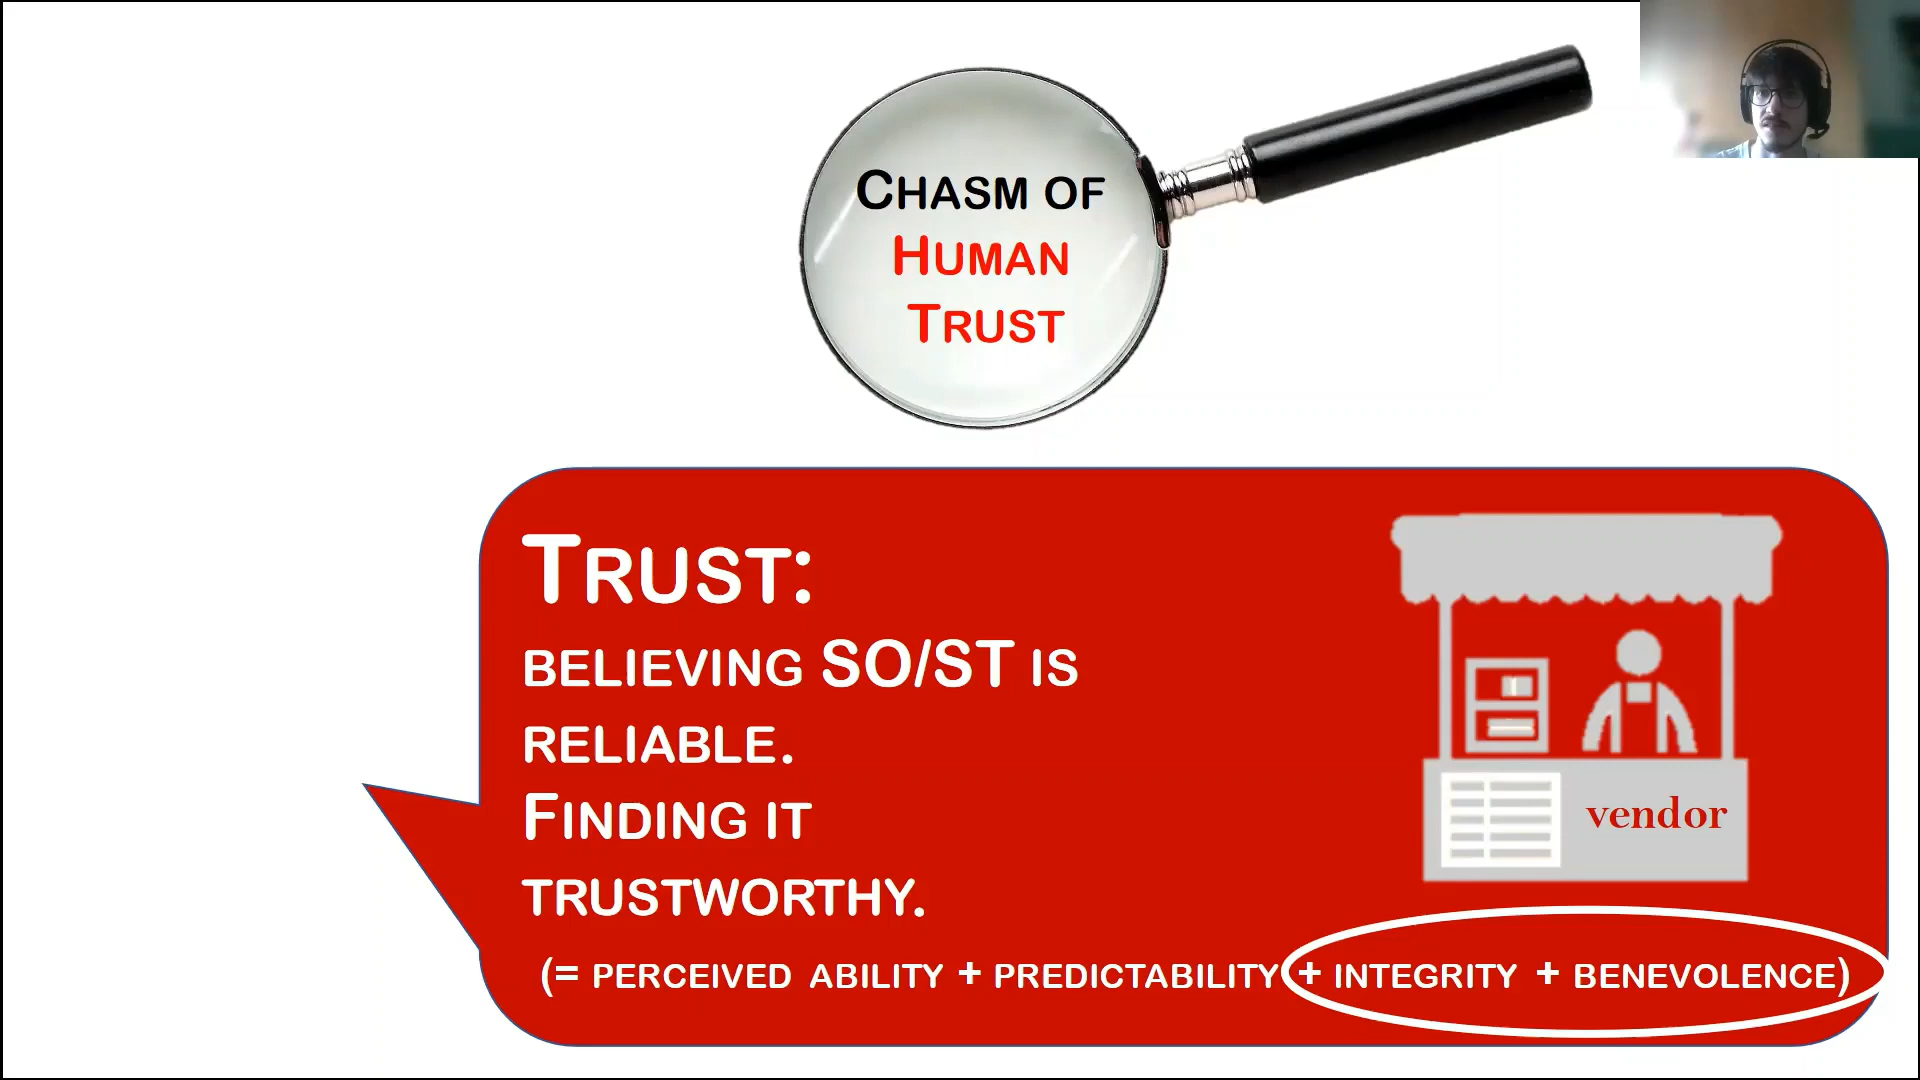 Chasm of
Human
Trust
Trust:
believing SO/ST is
reliable.
Finding it
trustworthy.
(= perceived ability + predictability + integrity + benevolence)
vendor